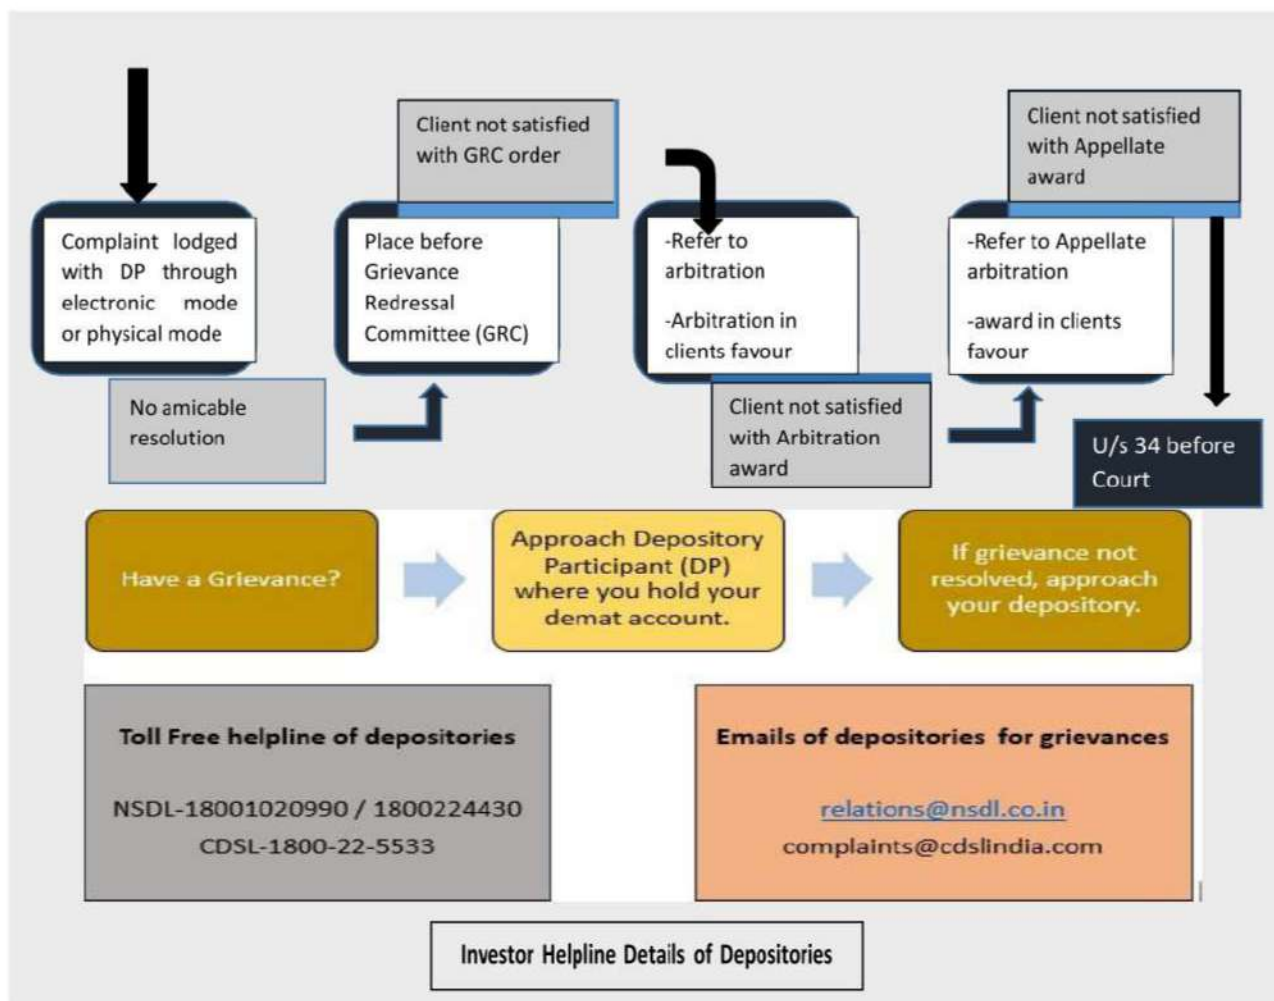 Client not satisfied
with GRC order
Client not satisfied
with Appellate
award
Complaint lodged
with DP through
electronic mode
or physical mode
Place before
Grievance
Redressal
Committee (GRC)
-Refer to
arbitration
-Arbitration in
clients favour
-Refer to Appellate
arbitration
-award in clients
favour
No amicable
resolution
Client not satisfied
with Arbitration
award
U/s 34 before
Court
Have a Grievance?
Approach Depository
Participant (DP)
where you hold your
demat account.
If grievance not
resolved, approach
your depository.
Toll Free helpline of depositories
NSDL-18001020990 / 1800224430
CDSL-1800-22-5533
Emails of depositories for grievances
relations@nsdl.co.in
complaints@cdslindia.com
Investor Helpline Details of Depositories